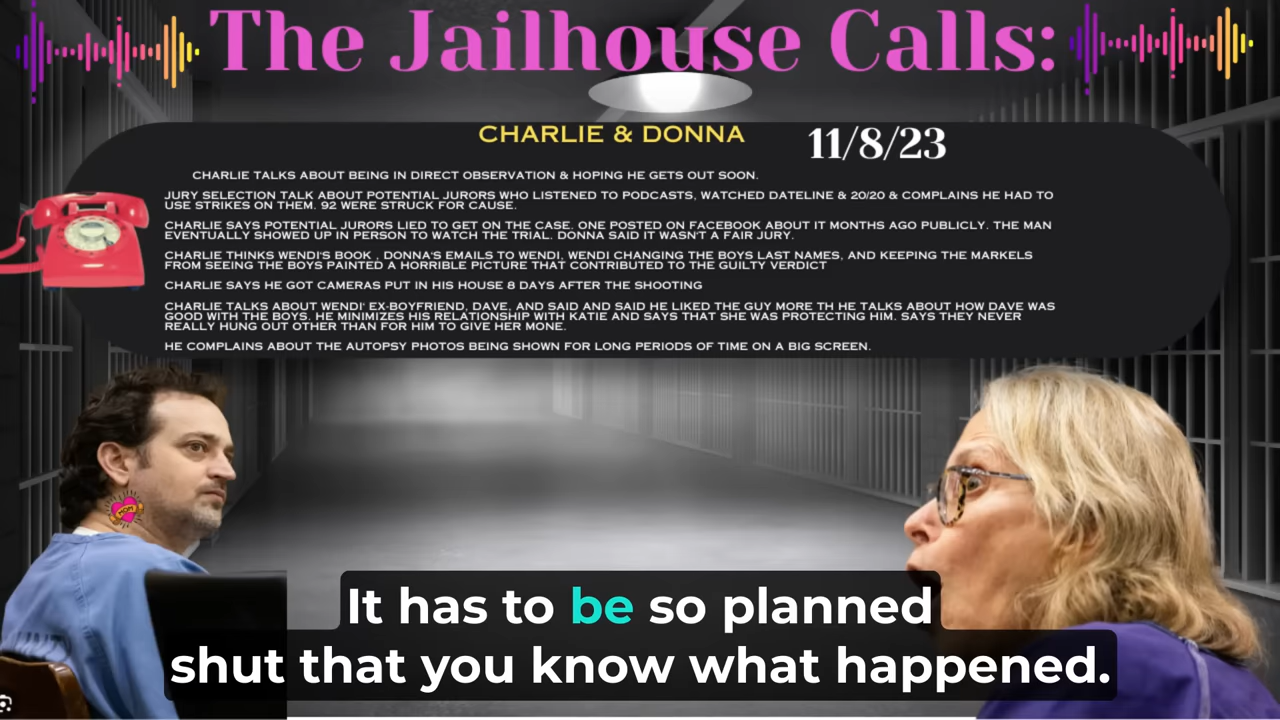 The Jailhouse Calls:
CHARLIE & DONNA
11/8/23
CHARLIE TALKS ABOUT BEING IN DIRECT OBSERVATION & HOPING HE GETS OUT SOON.
JURY SELECTION TALK ABOUT POTENTIAL JURORS WHO LISTENED TO PODCASTS, WATCHED DATELINE & 20/20 & COMPLAINS HE HAD TO
USE STRIKES ON THEM. 92 WERE STRUCK FOR CAUSE.
CHARLIE SAYS POTENTIAL JURORS LIED TO GET ON THE CASE. ONE POSTED ON FACEBOOK ABOUT IT MONTHS AGO PUBLICLY. THE MAN
EVENTUALLY SHOWED UP IN PERSON TO WATCH THE TRIAL. DONNA SAID IT WASN'T A FAIR JURY.
CHARLIE THINKS WENDI'S BOOK , DONNA'S EMAILS TO WENDI, WENDI CHANGING THE BOYS LAST NAMES, AND KEEPING THE MARKELS
FROM SEEING THE BOYS PAINTED A HORRIBLE PICTURE THAT CONTRIBUTED TO THE GUILTY VERDICT
CHARLIE SAYS HE GOT CAMERAS PUT IN HIS HOUSE 8 DAYS AFTER THE SHOOTING
CHARLIE TALKS ABOUT WENDI' EX-BOYFRIEND, DAVE, AND SAID AND SAID HE LIKED THE GUY MORE TH HE TALKS ABOUT HOW DAVE WAS
GOOD WITH THE BOYS. HE MINIMIZES HIS RELATIONSHIP WITH KATIE AND SAYS THAT SHE WAS PROTECTING HIM. SAYS THEY NEVER
REALLY HUNG OUT OTHER THAN FOR HIM TO GIVE HER MONE.
HE COMPLAINS ABOUT THE AUTOPSY PHOTOS BEING SHOWN FOR LONG PERIODS OF TIME ON A BIG SCREEN.
MOM
It has to be so planned
shut that you know what happened.